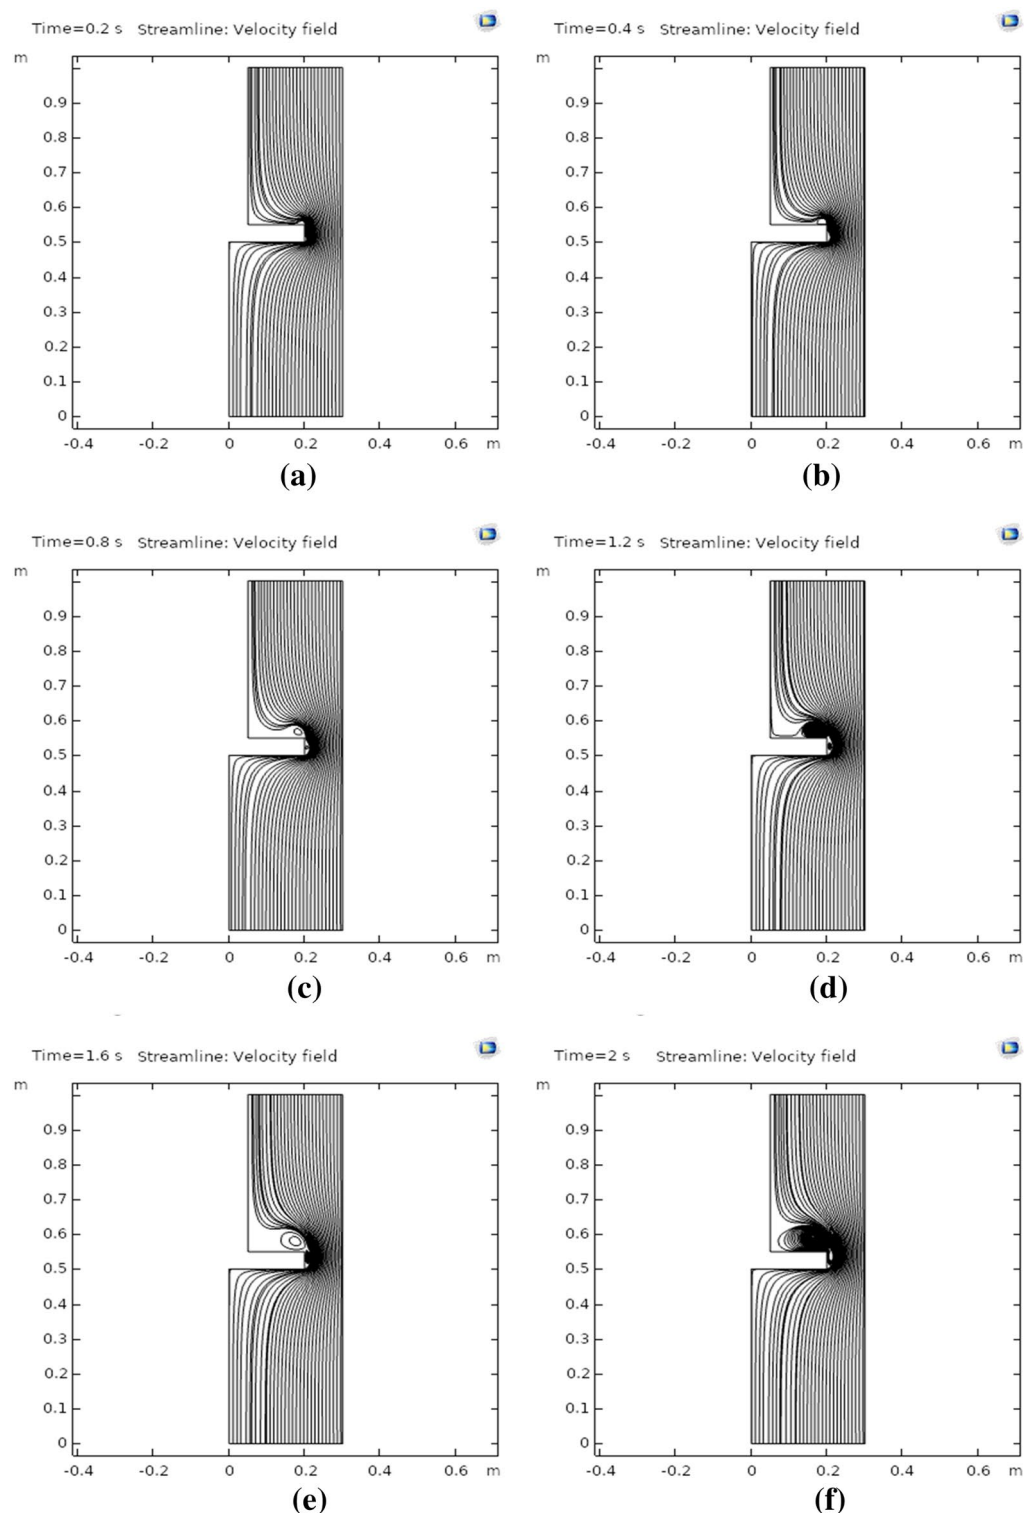 Time=0.2 s Streamline: Velocity field
m
0.9
0.8
0.7
0.6
0.5
0.4
0.3
0.2
0.1
0
-0.4 -0.2 0 0.2 0.4 0.6 m
(a)
Time=0.4 s Streamline: Velocity field
m
0.9
0.8
0.7
0.6
0.5
0.4
0.3
0.2
0.1
0
-0.4 -0.2 0 0.2 0.4 0.6 m
(b)
Time=0.8 s Streamline: Velocity field
m
0.9
0.8
0.7
0.6
0.5
0.4
0.3
0.2
0.1
0
-0.4 -0.2 0 0.2 0.4 0.6 m
(c)
Time=1.2 s Streamline: Velocity field
m
0.9
0.8
0.7
0.6
0.5
0.4
0.3
0.2
0.1
0
-0.4 -0.2 0 0.2 0.4 0.6 m
(d)
Time=1.6 s Streamline: Velocity field
m
0.9
0.8
0.7
0.6
0.5
0.4
0.3
0.2
0.1
0
-0.4 -0.2 0 0.2 0.4 0.6 m
(e)
Time=2 s Streamline: Velocity field
m
0.9
0.8
0.7
0.6
0.5
0.4
0.3
0.2
0.1
0
-0.4 -0.2 0 0.2 0.4 0.6 m
(f)